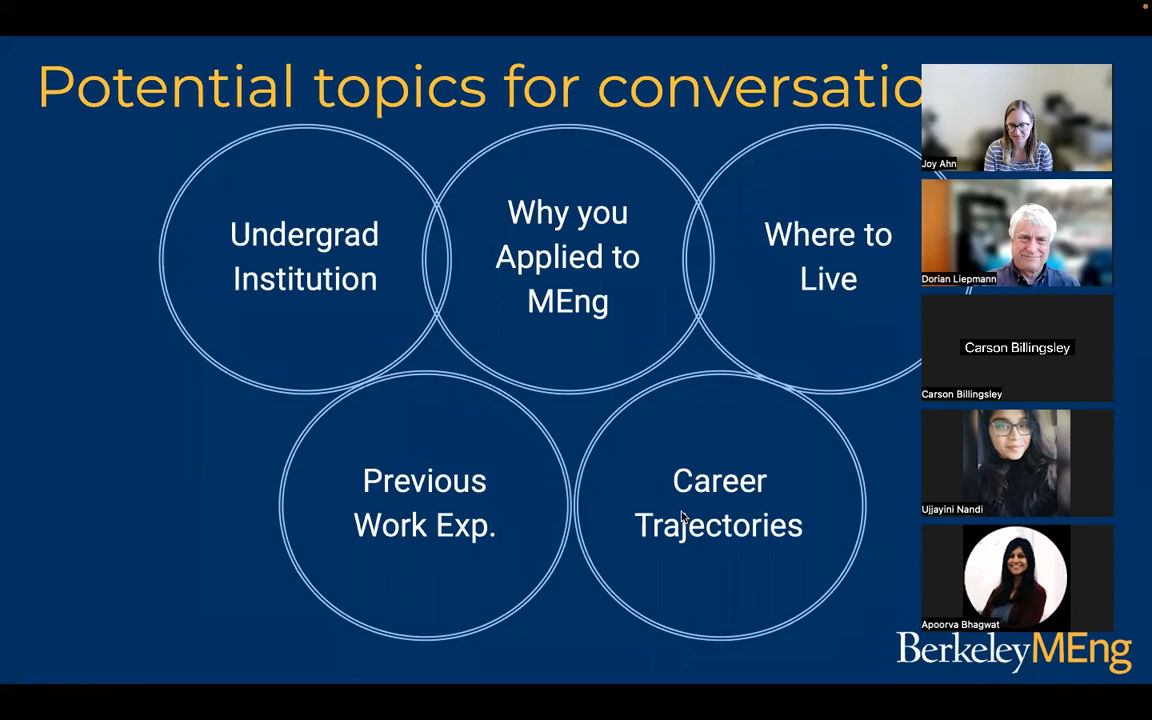 Potential topics for conversatio
Undergrad
Institution
Why you
Applied to
MEng
Where to
Live
Previous
Work Exp.
Career
Trajectories
Joy Ahn
Dorian Liepmann
Carson Billingsley
Carson Billingsley
Ujjayini Nandi
Apoorva Bhagwat
BerkeleyMEng